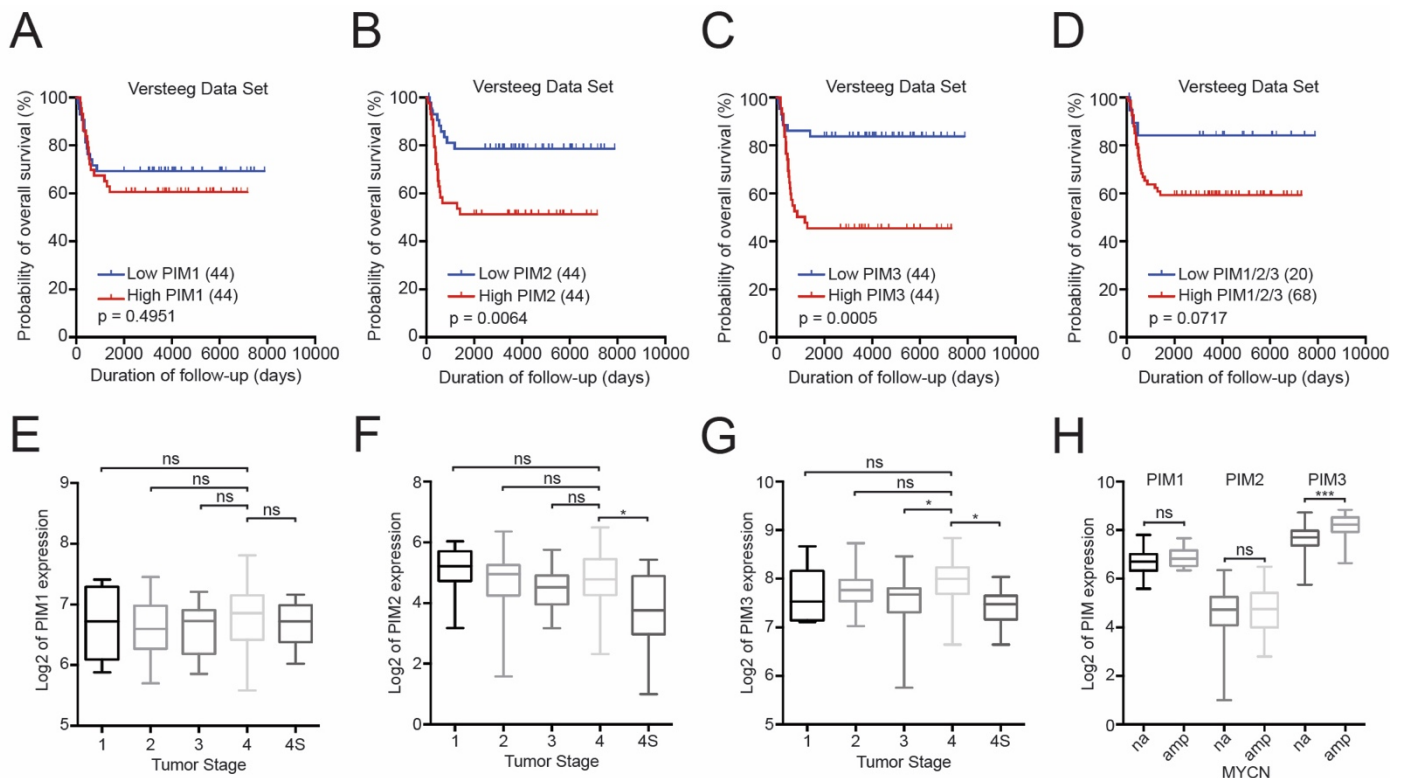 A
Versteeg Data Set
Probability of overall survival (%)
100
80
60
40
20
0
Low PIM1 (44)
High PIM1 (44)
p = 0.4951
0 2000 4000 6000 8000 10000
Duration of follow-up (days)
B
Versteeg Data Set
Probability of overall survival (%)
100
80
60
40
20
0
Low PIM2 (44)
High PIM2 (44)
p = 0.0064
0 2000 4000 6000 8000 10000
Duration of follow-up (days)
C
Versteeg Data Set
Probability of overall survival (%)
100
80
60
40
20
0
Low PIM3 (44)
High PIM3 (44)
p = 0.0005
0 2000 4000 6000 8000 10000
Duration of follow-up (days)
D
Versteeg Data Set
Probability of overall survival (%)
100
80
60
40
20
0
Low PIM1/2/3 (20)
High PIM1/2/3 (68)
p = 0.0717
0 2000 4000 6000 8000 10000
Duration of follow-up (days)
E
Log2 of PIM1 expression
9
8
7
6
5
ns
ns
ns
ns
1 2 3 4 4S
Tumor Stage
F
Log2 of PIM2 expression
8
6
4
2
0
ns
ns
ns
*
1 2 3 4 4S
Tumor Stage
G
Log2 of PIM3 expression
10
9
8
7
6
5
ns
ns
*
*
1 2 3 4 4S
Tumor Stage
H
Log2 of PIM expression
10
8
6
4
2
0
PIM1 PIM2 PIM3
ns
ns
***
na amp na amp na amp
MYCN